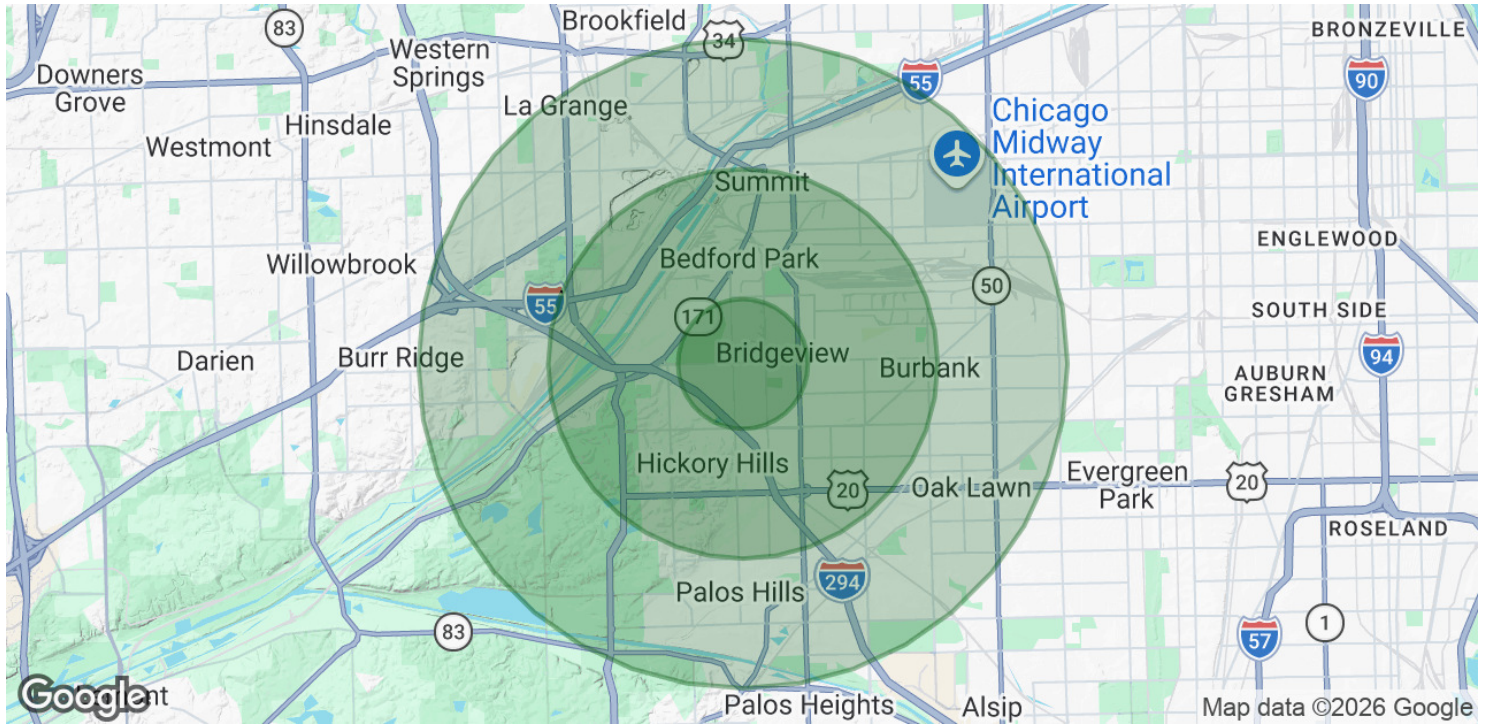 Brookfield
BRONZEVILLE
83
34
Western
Springs
55
90
Downers
Grove
La Grange
Chicago
Midway
International
Airport
Hinsdale
Westmont
Summit
ENGLEWOOD
Bedford Park
Willowbrook
50
55
171
SOUTH SIDE
Bridgeview
94
Darien
Burr Ridge
Burbank
AUBURN
GRESHAM
Hickory Hills
Evergreen
Park
20
20
Oak Lawn
ROSELAND
294
Palos Hills
83
1
57
Google
Palos Heights
Alsip
Map data ©2026 Google